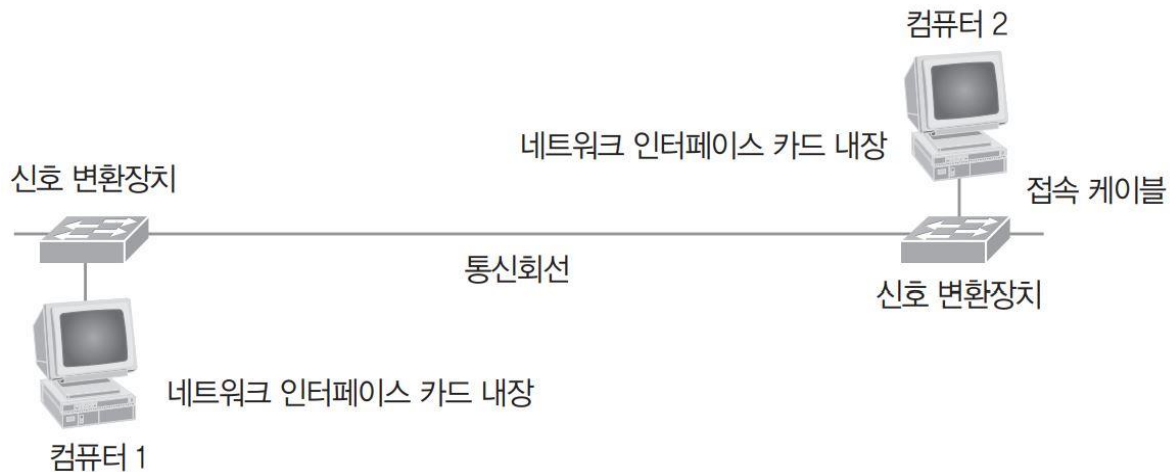 컴퓨터 2
네트워크 인터페이스 카드 내장
신호 변환장치
접속 케이블
통신회선
신호 변환장치
네트워크 인터페이스 카드 내장
컴퓨터 1